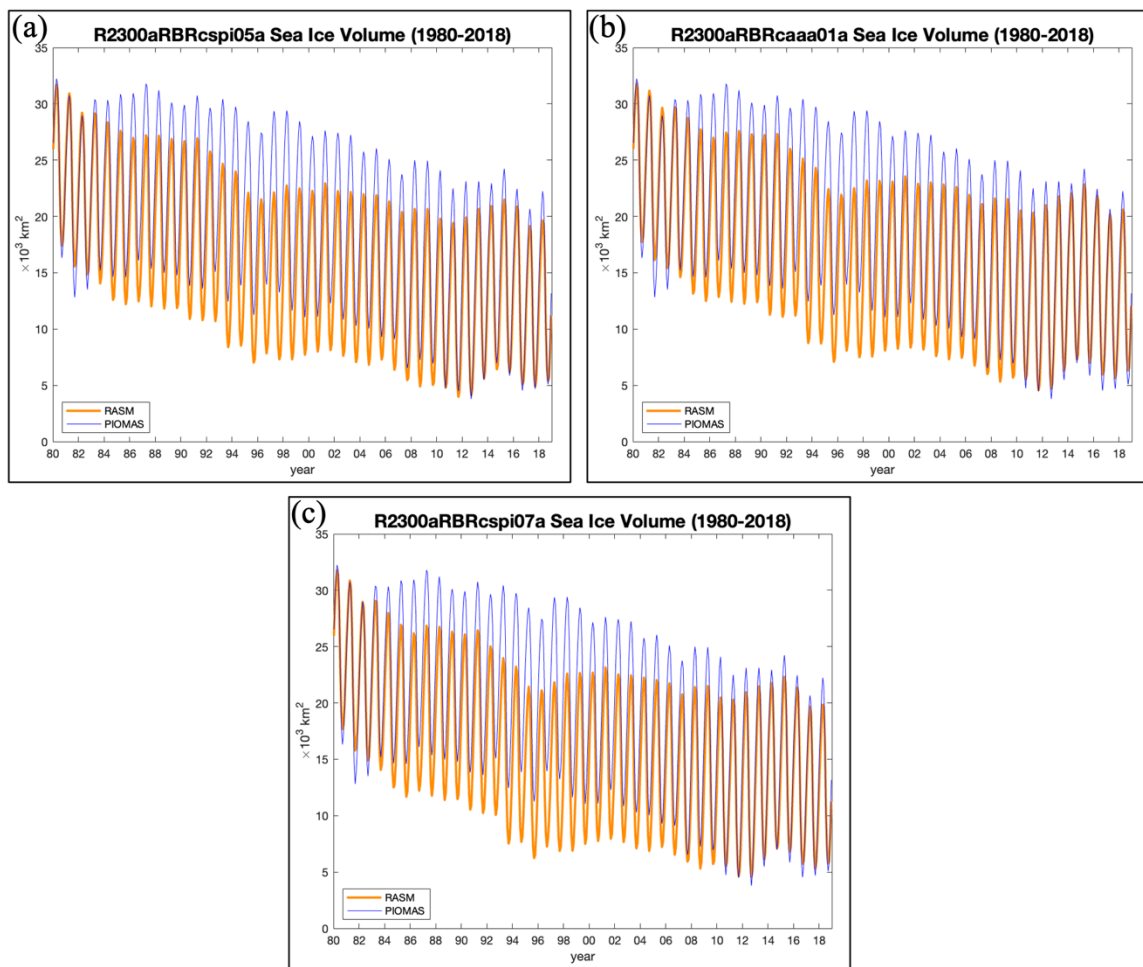 (a)
R2300aRBRcspi05a Sea Ice Volume (1980-2018)
35
30
25
20
15
10
5
0
×10³ km²
RASM
PIOMAS
80 82 84 86 88 90 92 94 96 98 00 02 04 06 08 10 12 14 16 18
year
(b)
R2300aRBRcaaa01a Sea Ice Volume (1980-2018)
35
30
25
20
15
10
5
0
×10³ km²
RASM
PIOMAS
80 82 84 86 88 90 92 94 96 98 00 02 04 06 08 10 12 14 16 18
year
(c)
R2300aRBRcspi07a Sea Ice Volume (1980-2018)
35
30
25
20
15
10
5
0
×10³ km²
RASM
PIOMAS
80 82 84 86 88 90 92 94 96 98 00 02 04 06 08 10 12 14 16 18
year